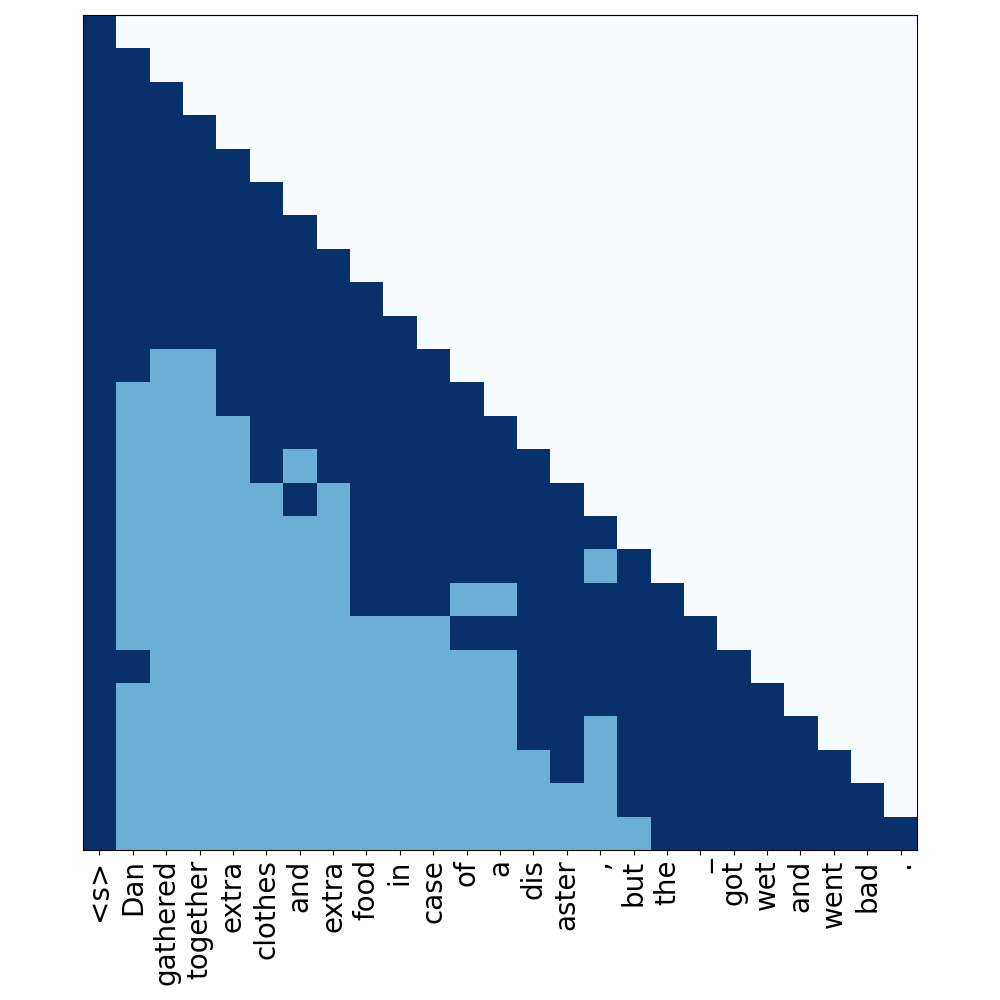 <s>
Dan
gathered
together
extra
clothes
and
extra
food
in
case
of
a
dis
aster
,
but
the
_
got
wet
and
went
bad
.